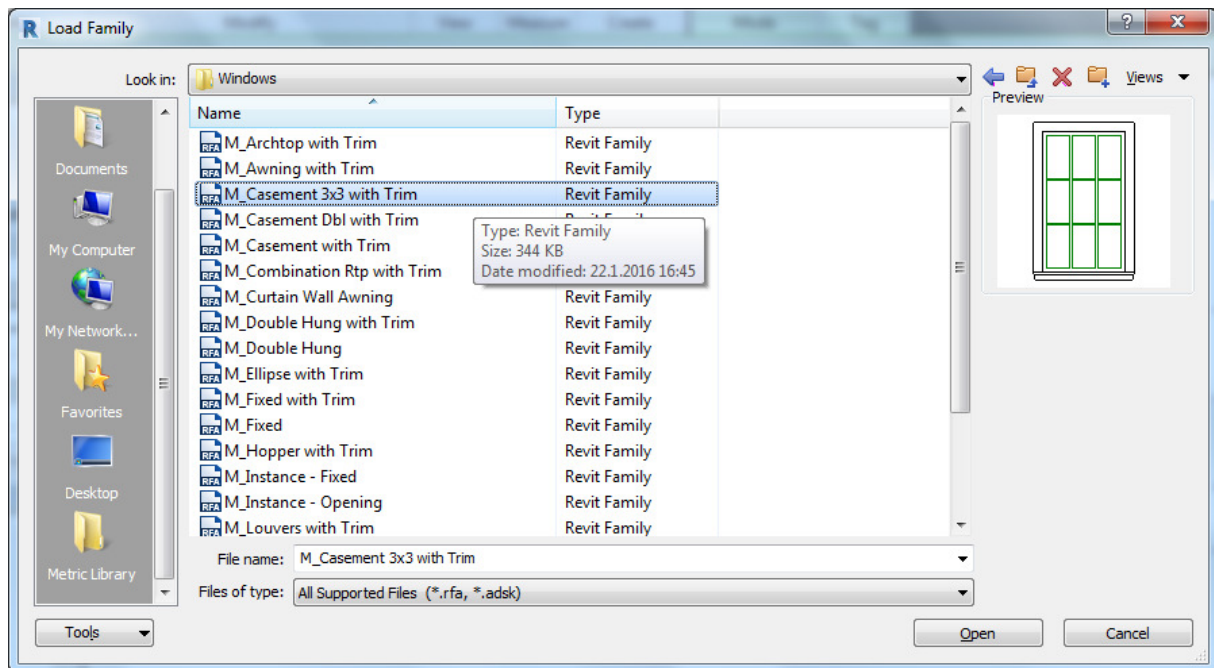 Load Family
Modify View Measure Create Mode Tag
Look in: Windows Views
Preview
Name Type
Documents
My Computer
My Network...
Favorites
Desktop
Metric Library
M_Archtop with Trim Revit Family
M_Awning with Trim Revit Family
M_Casement 3x3 with Trim Revit Family
M_Casement Dbl with Trim
M_Casement with Trim
M_Combination Rtp with Trim
Type: Revit Family
Size: 344 KB
Date modified: 22.1.2016 16:45
M_Curtain Wall Awning Revit Family
M_Double Hung with Trim Revit Family
M_Double Hung Revit Family
M_Ellipse with Trim Revit Family
M_Fixed with Trim Revit Family
M_Fixed Revit Family
M_Hopper with Trim Revit Family
M_Instance - Fixed Revit Family
M_Instance - Opening Revit Family
M_Louvers with Trim Revit Family
File name: M_Casement 3x3 with Trim
Files of type: All Supported Files (*.rfa, *.adsk)
Tools Open Cancel